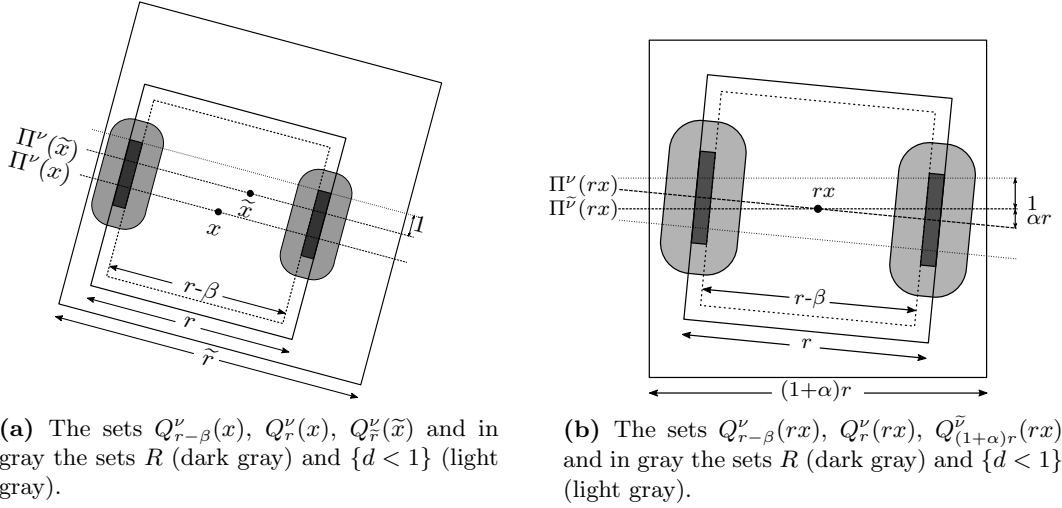 Π^ν(x̃)
Π^ν(x)
x̃
x
1
r-β
r
r̃
Π^ν(rx)
Π^ν̃(rx)
rx
1
αr
r-β
r
(1+α)r
(a) The sets Q^ν_{r−β}(x), Q^ν_r(x), Q^ν̃_r̃(x̃) and in
gray the sets R (dark gray) and {d < 1} (light
gray).
(b) The sets Q^ν_{r−β}(rx), Q^ν_r(rx), Q^ν̃_{(1+α)r}(rx)
and in gray the sets R (dark gray) and {d < 1}
(light gray).